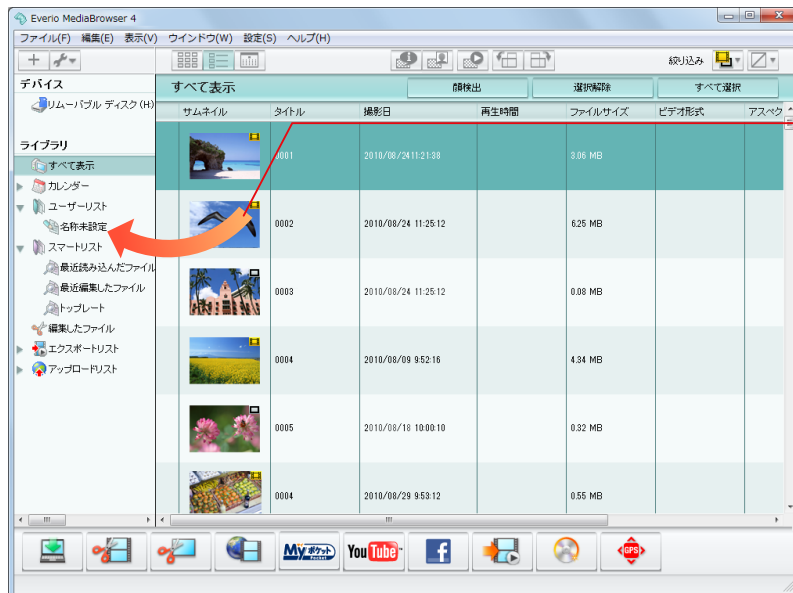 Everio MediaBrowser 4
ファイル(F) 編集(E) 表示(V) ウインドウ(W) 設定(S) ヘルプ(H)
絞り込み
デバイス
リムーバブル ディスク (H)
ライブラリ
すべて表示
カレンダー
ユーザーリスト
名称未設定
スマートリスト
最近読み込んだファイル
最近編集したファイル
トップレート
編集したファイル
エクスポートリスト
アップロードリスト
すべて表示 顔検出 選択解除 すべて選択
サムネイル タイトル 撮影日 再生時間 ファイルサイズ ビデオ形式 アスペク
0001 2010/08/24 11:21:38 3.06 MB
0002 2010/08/24 11:25:12 6.25 MB
0003 2010/08/24 11:25:12 0.08 MB
0004 2010/08/09 9:52:16 4.34 MB
0005 2010/08/18 10:00:10 0.32 MB
0004 2010/08/29 9:53:12 0.55 MB
Myポケット Pocket YouTube f GPS